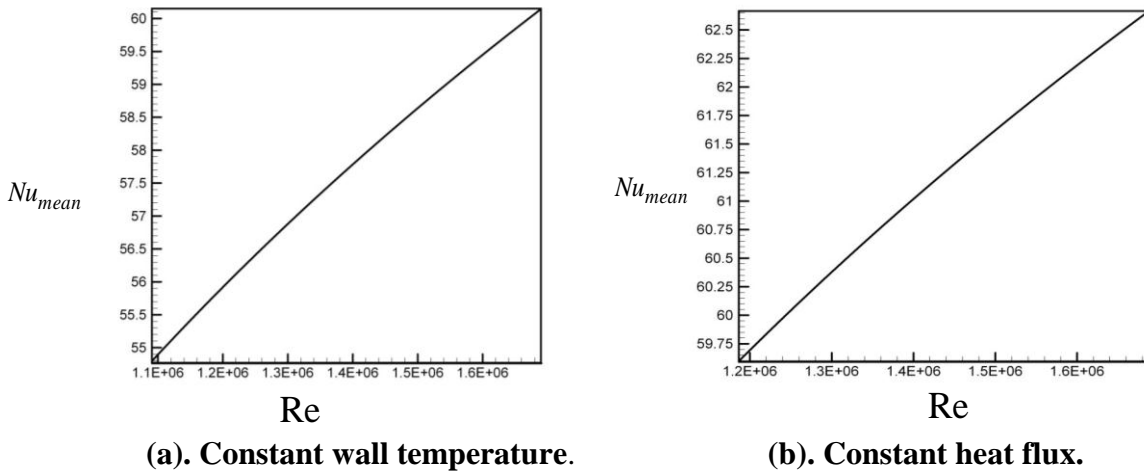 60
59.5
59
58.5
58
57.5
57
56.5
56
55.5
55
Nu_mean
1.1E+06 1.2E+06 1.3E+06 1.4E+06 1.5E+06 1.6E+06
Re
(a). Constant wall temperature.
62.5
62.25
62
61.75
61.5
61.25
61
60.75
60.5
60.25
60
59.75
Nu_mean
1.2E+06 1.3E+06 1.4E+06 1.5E+06 1.6E+06
Re
(b). Constant heat flux.